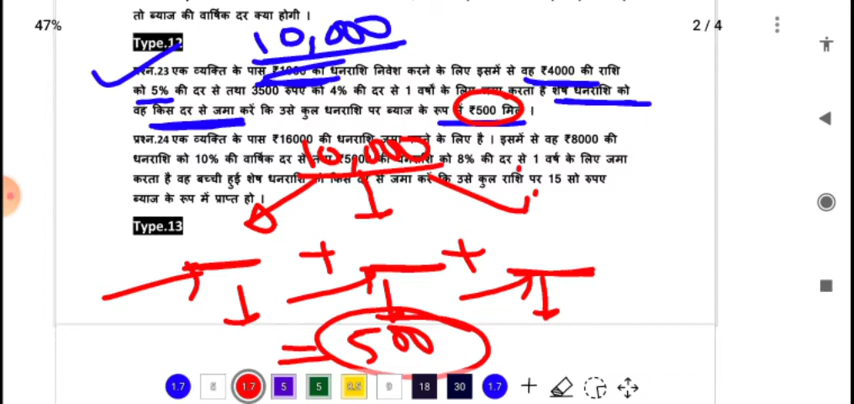 तो ब्याज की वार्षिक दर क्या होगी ।
47%
2 / 4
Type.12
10,000
प्रश्न.23 एक व्यक्ति के पास ₹1000 की धनराशि निवेश करने के लिए इसमें से वह ₹4000 की राशि
को 5% की दर से तथा 3500 रुपए को 4% की दर से 1 वर्षो के लिए जमा करता है शेष धनराशि को
वह किस दर से जमा करें कि उसे कुल धनराशि पर ब्याज के रूप में ₹500 मिले ।
प्रश्न.24 एक व्यक्ति के पास ₹16000 की धनराशि जमा करने के लिए है । इसमें से वह ₹8000 की
धनराशि को 10% की वार्षिक दर से तथा ₹5000 की धनराशि को 8% की दर से 1 वर्ष के लिए जमा
10,000
करता है वह बच्ची हुई शेष धनराशि को किस दर से जमा करें कि उसे कुल राशि पर 15 सो रुपए
ब्याज के रूप में प्राप्त हो ।
Type.13
+ +
= 500
1.7 1.7 5 5 9 18 30 1.7